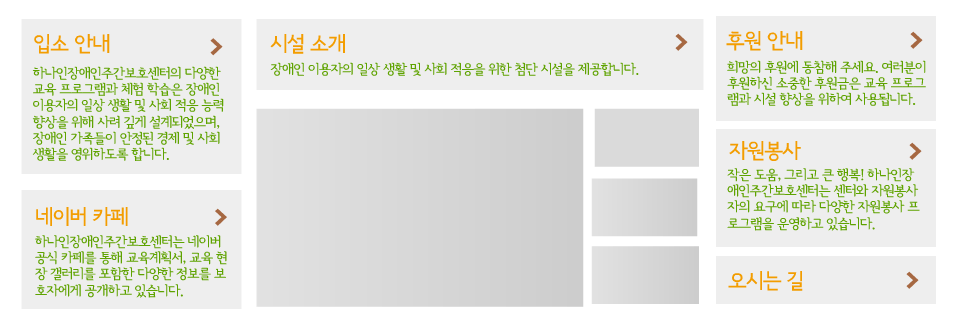 입소 안내
하나인장애인주간보호센터의 다양한
교육 프로그램과 체험 학습은 장애인
이용자의 일상 생활 및 사회 적응 능력
향상을 위해 사려 깊게 설계되었으며,
장애인 가족들이 안정된 경제 및 사회
생활을 영위하도록 합니다.
네이버 카페
하나인장애인주간보호센터는 네이버
공식 카페를 통해 교육계획서, 교육 현
장 갤러리를 포함한 다양한 정보를 보
호자에게 공개하고 있습니다.
시설 소개
장애인 이용자의 일상 생활 및 사회 적응을 위한 첨단 시설을 제공합니다.
후원 안내
희망의 후원에 동참해 주세요. 여러분이
후원하신 소중한 후원금은 교육 프로그
램과 시설 향상을 위하여 사용됩니다.
자원봉사
작은 도움, 그리고 큰 행복! 하나인장
애인주간보호센터는 센터와 자원봉사
자의 요구에 따라 다양한 자원봉사 프
로그램을 운영하고 있습니다.
오시는 길